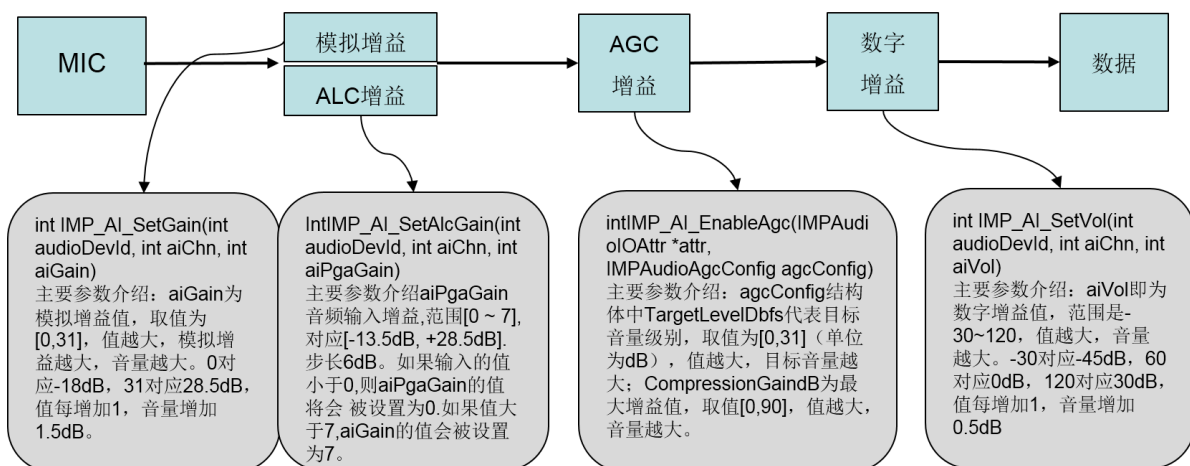 MIC
模拟增益
ALC增益
AGC
增益
数字
增益
数据
int IMP_AI_SetGain(int
audioDevId, int aiChn, int
aiGain)
主要参数介绍：aiGain为
模拟增益值，取值为
[0,31]，值越大，模拟增
益越大，音量越大。0对
应-18dB，31对应28.5dB，
值每增加1，音量增加
1.5dB。
IntIMP_AI_SetAlcGain(int
audioDevId, int aiChn, int
aiPgaGain)
主要参数介绍aiPgaGain
音频输入增益,范围[0 ~ 7],
对应[-13.5dB, +28.5dB].
步长6dB。如果输入的值
小于0,则aiPgaGain的值
将会 被设置为0.如果值大
于7,aiGain的值会被设置
为7。
intIMP_AI_EnableAgc(IMPAudi
oIOAttr *attr,
IMPAudioAgcConfig agcConfig)
主要参数介绍：agcConfig结构
体中TargetLevelDbfs代表目标
音量级别，取值为[0,31]（单位
为dB），值越大，目标音量越
大；CompressionGaindB为最
大增益值，取值[0,90]，值越大，
音量越大。
int IMP_AI_SetVol(int
audioDevId, int aiChn, int
aiVol)
主要参数介绍：aiVol即为
数字增益值，范围是-
30~120，值越大，音量
越大。-30对应-45dB，60
对应0dB，120对应30dB，
值每增加1，音量增加
0.5dB